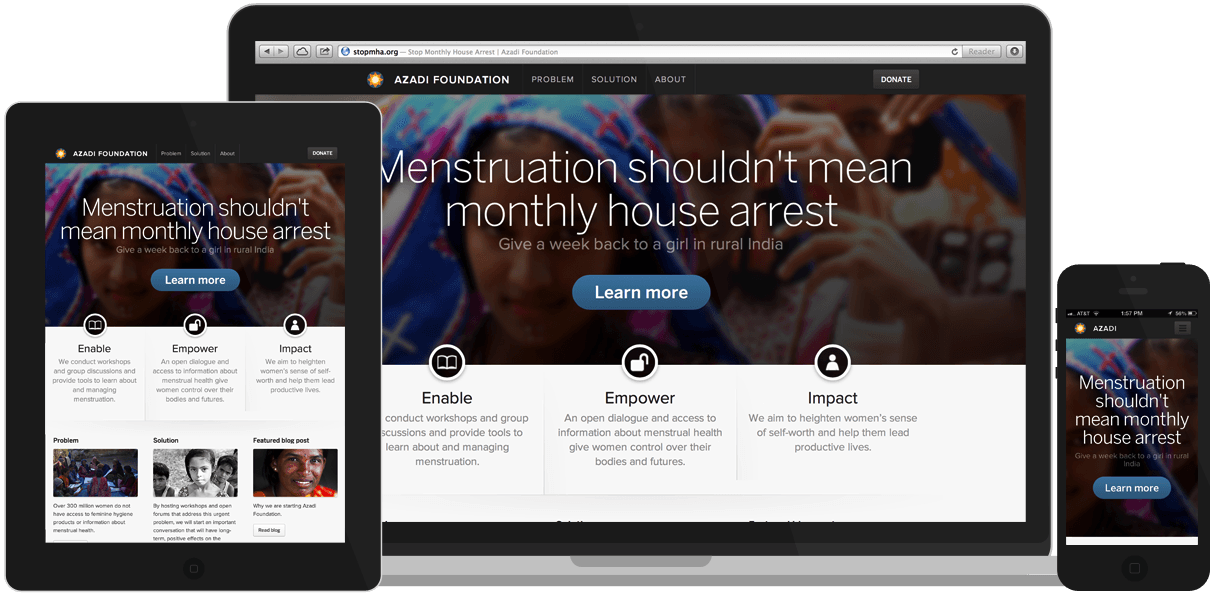 stopmha.org — Stop Monthly House Arrest | Azadi Foundation
Reader
AZADI FOUNDATION PROBLEM SOLUTION ABOUT DONATE
Menstruation shouldn't mean
monthly house arrest
Give a week back to a girl in rural India
Learn more
Enable
conduct workshops and group
scussions and provide tools to
learn about and managing
menstruation.
Empower
An open dialogue and access to
information about menstrual health
give women control over their
bodies and futures.
Impact
We aim to heighten women's sense
of self-worth and help them lead
productive lives.
AZADI FOUNDATION Problem Solution About DONATE
Menstruation shouldn't
mean monthly house arrest
Give a week back to a girl in rural India
Learn more
Enable
We conduct workshops
and group discussions and
provide tools to learn about
and managing
menstruation.
Empower
An open dialogue and
access to information about
menstrual health give
women control over their
bodies and futures.
Impact
We aim to heighten
women's sense of self-
worth and help them lead
productive lives.
Problem
Over 300 million women do not
have access to feminine hygiene
products or information about
menstrual health.
Solution
By hosting workshops and open
forums that address this urgent
problem, we will start an important
conversation that will have long-
term, positive effects on the
Featured blog post
Why we are starting Azadi
Foundation.
Read blog
AT&T 1:57 PM 56%
AZADI
Menstruation
shouldn't
mean monthly
house arrest
Give a week back to a girl in rural
India
Learn more